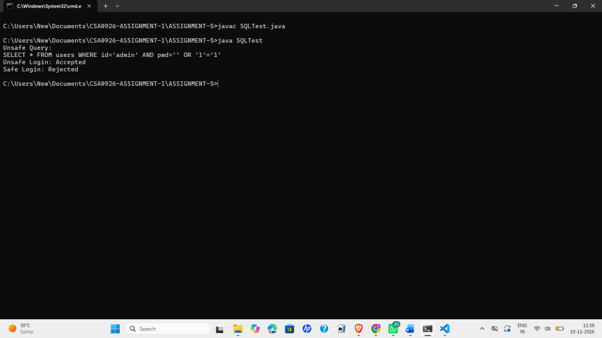 C:\Windows\System32\cmd.e
C:\Users\New\Documents\CSA0926-ASSIGNMENT-1\ASSIGNMENT-5>javac SQLTest.java
C:\Users\New\Documents\CSA0926-ASSIGNMENT-1\ASSIGNMENT-5>java SQLTest
Unsafe Query:
SELECT * FROM users WHERE id='admin' AND pwd='' OR '1'='1'
Unsafe Login: Accepted
Safe Login: Rejected
C:\Users\New\Documents\CSA0926-ASSIGNMENT-1\ASSIGNMENT-5>
35°C
Sunny
Search
ENG
IN
11:38
10-11-2026